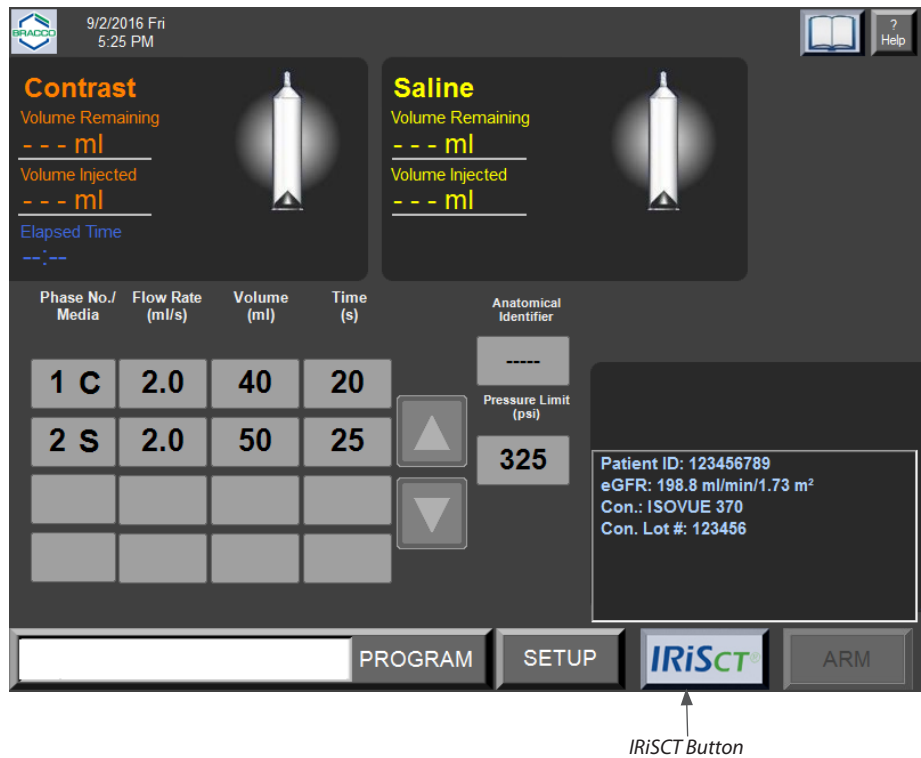 BRACCO
9/2/2016 Fri
5:25 PM
?
Help
Contrast
Volume Remaining
- - - ml
Volume Injected
- - - ml
Elapsed Time
--:--
Saline
Volume Remaining
- - - ml
Volume Injected
- - - ml
Phase No./ Media
Flow Rate (ml/s)
Volume (ml)
Time (s)
1 C 2.0 40 20
2 S 2.0 50 25
Anatomical
Identifier
-----
Pressure Limit
(psi)
325
Patient ID: 123456789
eGFR: 198.8 ml/min/1.73 m²
Con.: ISOVUE 370
Con. Lot #: 123456
PROGRAM
SETUP
IRiSCT®
ARM
IRiSCT Button